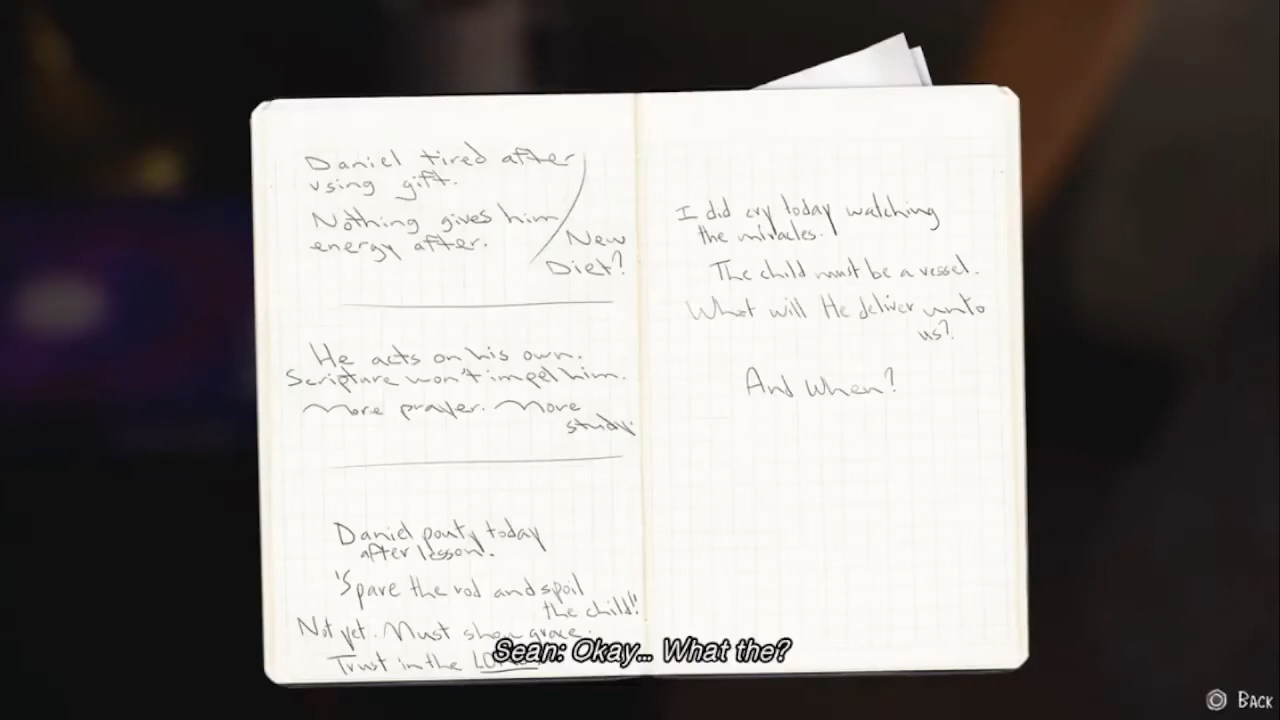 Daniel tired after
using gift.
Nothing gives him
energy after.
New
Diet?
He acts on his own.
Scripture won't impel him.
More prayer. More
study.
Daniel pouty today
after lesson.
'Spare the rod and spoil
the child!'
Not yet. Must show grace.
Trust in the LORD
I did cry today watching
the miracles.
The child must be a vessel.
What will He deliver unto
us?
And when?
Sean: Okay... What the?
BACK